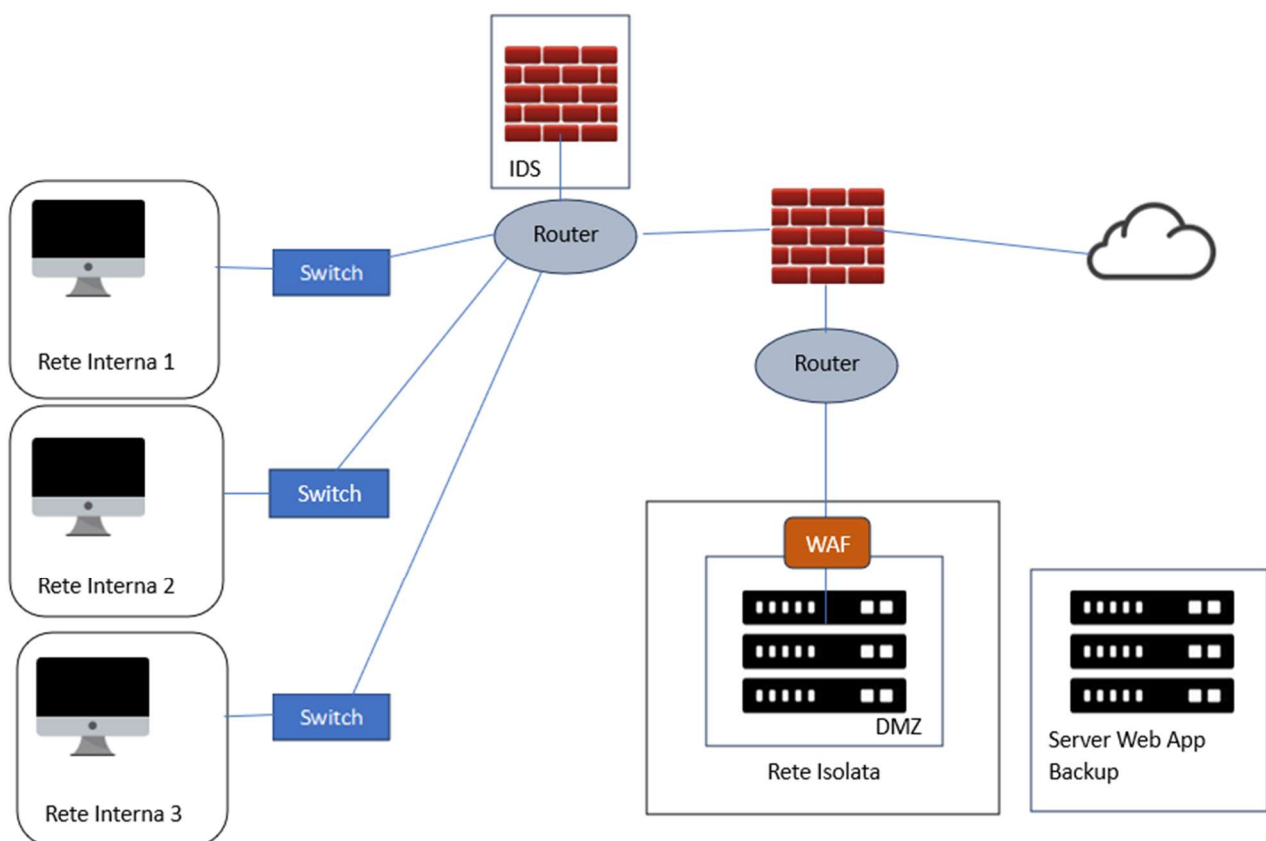 IDS
Router
Switch
Rete Interna 1
Router
Switch
Rete Interna 2
WAF
Switch
DMZ
Rete Isolata
Server Web App
Backup
Rete Interna 3